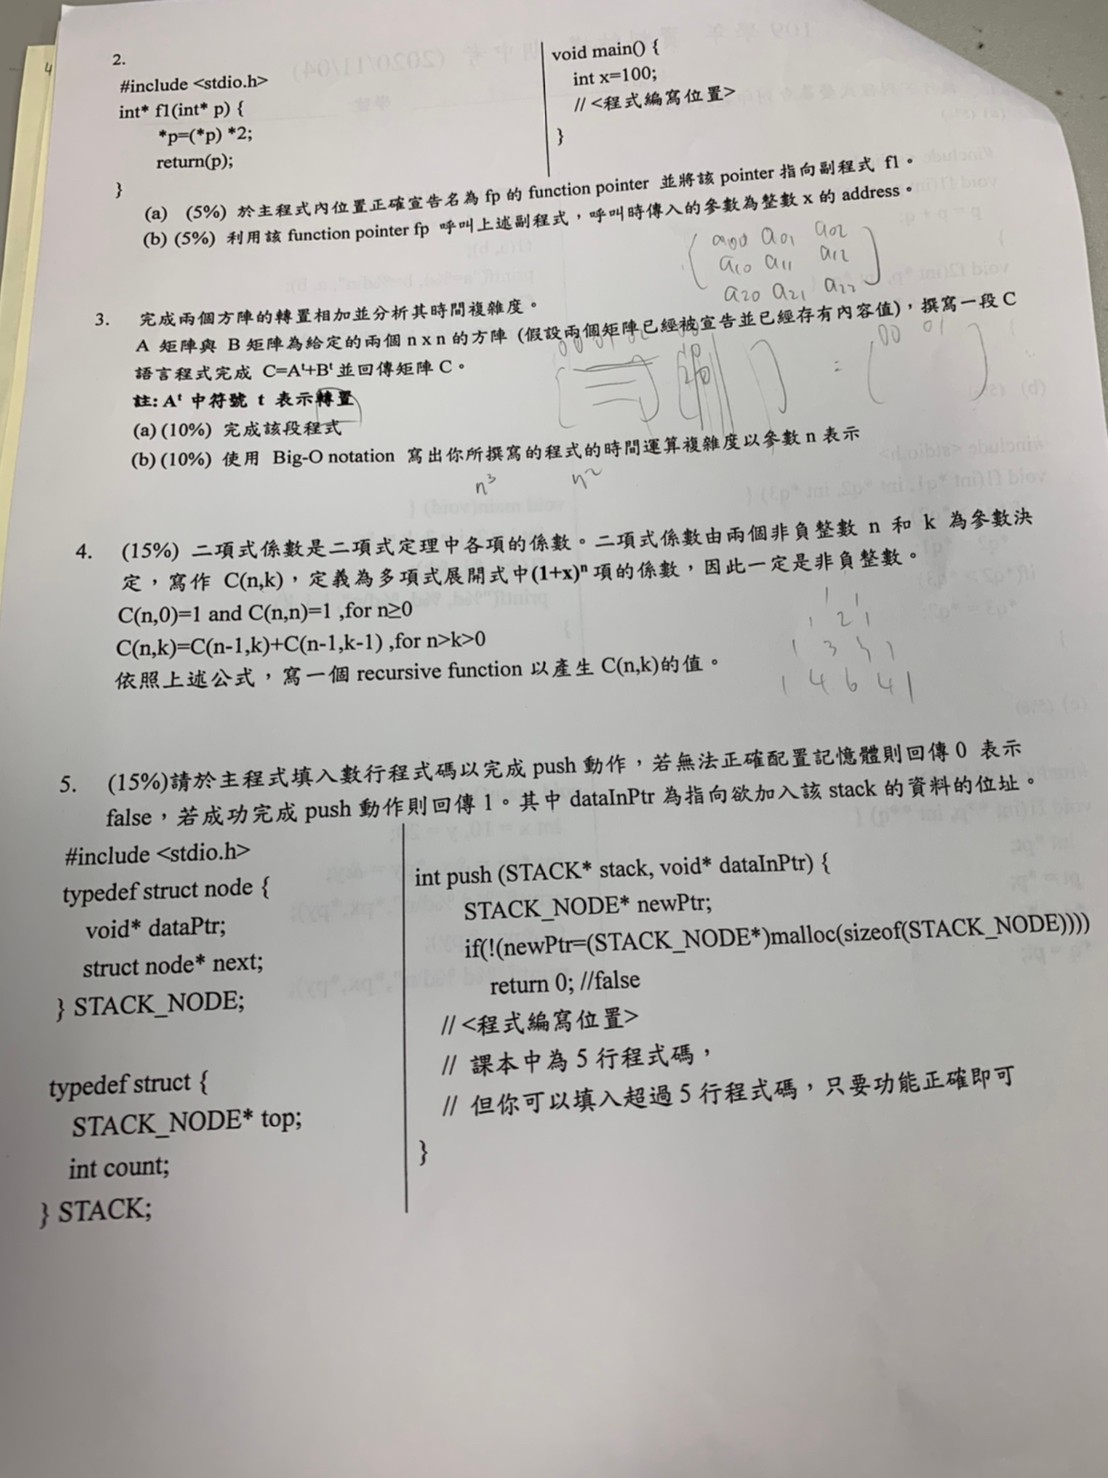 2.
#include <stdio.h>
int* f1(int* p) {
*p=(*p) *2;
return(p);
}
void main() {
int x=100;
// <程式編寫位置>
}
(a) (5%) 於主程式內位置正確宣告名為 fp 的 function pointer 並將該 pointer 指向副程式 f1。
(b) (5%) 利用該 function pointer fp 呼叫上述副程式，呼叫時傳入的參數為整數 x 的 address。
a00 a01 a02
a10 a11 a12
a20 a21 a22
3. 完成兩個方陣的轉置相加並分析其時間複雜度。
A 矩陣與 B 矩陣為給定的兩個 n x n 的方陣 (假設兩個矩陣已經被宣告並已經存有內容值)，撰寫一段 C
語言程式完成 C=Aᵗ+Bᵗ 並回傳矩陣 C。
00 01
註: Aᵗ 中符號 t 表示轉置
(a) (10%) 完成該段程式
(b) (10%) 使用 Big-O notation 寫出你所撰寫的程式的時間運算複雜度以參數 n 表示
n³ n²
4. (15%) 二項式係數是二項式定理中各項的係數。二項式係數由兩個非負整數 n 和 k 為參數決
定，寫作 C(n,k)，定義為多項式展開式中(1+x)ⁿ 項的係數，因此一定是非負整數。
C(n,0)=1 and C(n,n)=1 ,for n≥0
C(n,k)=C(n-1,k)+C(n-1,k-1) ,for n>k>0
依照上述公式，寫一個 recursive function 以產生 C(n,k)的值。
1 1
1 2 1
1 3 3 1
1 4 6 4 1
5. (15%)請於主程式填入數行程式碼以完成 push 動作，若無法正確配置記憶體則回傳 0 表示
false，若成功完成 push 動作則回傳 1。其中 dataInPtr 為指向欲加入該 stack 的資料的位址。
#include <stdio.h>
typedef struct node {
void* dataPtr;
struct node* next;
} STACK_NODE;
typedef struct {
STACK_NODE* top;
int count;
} STACK;
int push (STACK* stack, void* dataInPtr) {
STACK_NODE* newPtr;
if(!(newPtr=(STACK_NODE*)malloc(sizeof(STACK_NODE))))
return 0; //false
// <程式編寫位置>
// 課本中為 5 行程式碼，
// 但你可以填入超過 5 行程式碼，只要功能正確即可
}